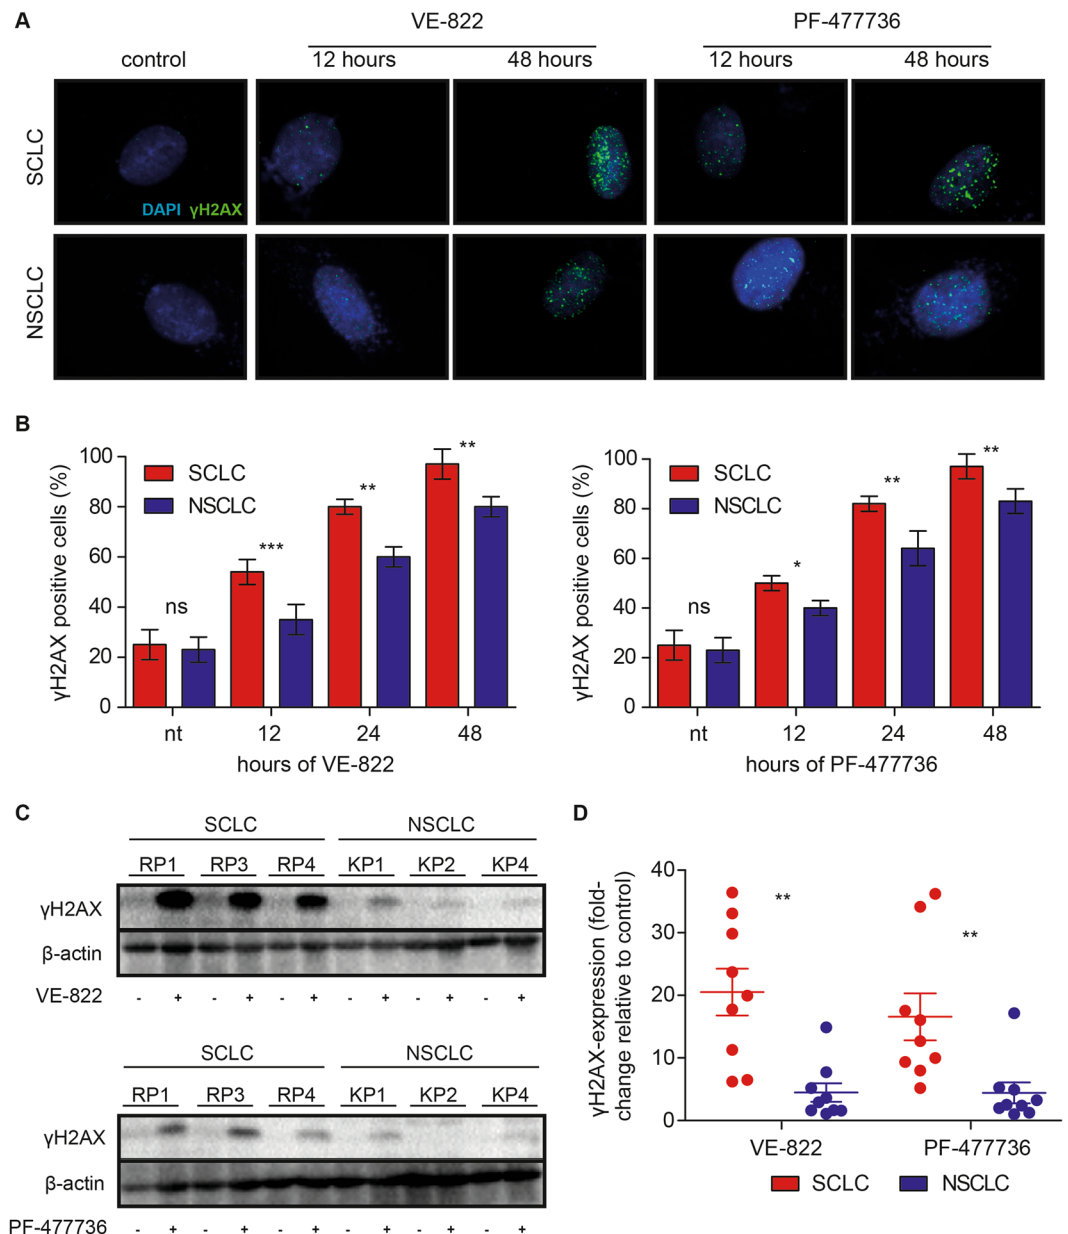 A
VE-822
PF-477736
control
12 hours
48 hours
12 hours
48 hours
SCLC
DAPI γH2AX
NSCLC
B
γH2AX positive cells (%)
100
80
60
40
20
0
SCLC
NSCLC
ns
***
**
**
nt
12
24
48
hours of VE-822
γH2AX positive cells (%)
100
80
60
40
20
0
SCLC
NSCLC
ns
*
**
**
nt
12
24
48
hours of PF-477736
C
SCLC NSCLC
RP1 RP3 RP4 KP1 KP2 KP4
γH2AX
β-actin
VE-822 - + - + - + - + - + - +
SCLC NSCLC
RP1 RP3 RP4 KP1 KP2 KP4
γH2AX
β-actin
PF-477736 - + - + - + - + - + - +
D
γH2AX-expression (fold-
change relative to control)
40
30
20
10
0
**
**
VE-822
PF-477736
SCLC
NSCLC